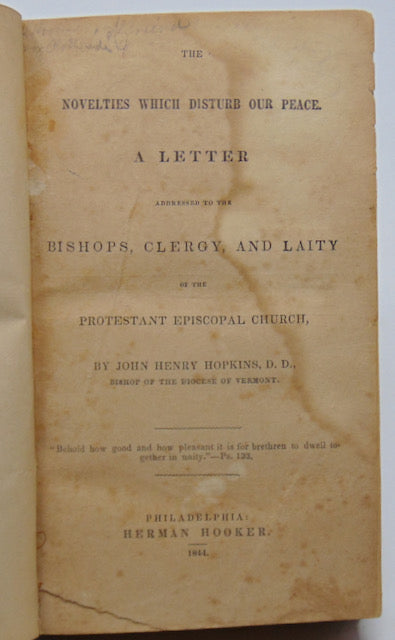 THE
NOVELTIES WHICH DISTURB OUR PEACE.
A LETTER
ADDRESSED TO THE
BISHOPS, CLERGY, AND LAITY
OF THE
PROTESTANT EPISCOPAL CHURCH,
BY JOHN HENRY HOPKINS, D. D.,
BISHOP OF THE DIOCESE OF VERMONT.
"Behold how good and how pleasant it is for brethren to dwell to-
gether in unity."—Ps. 133.
PHILADELPHIA:
HERMAN HOOKER.
1844.